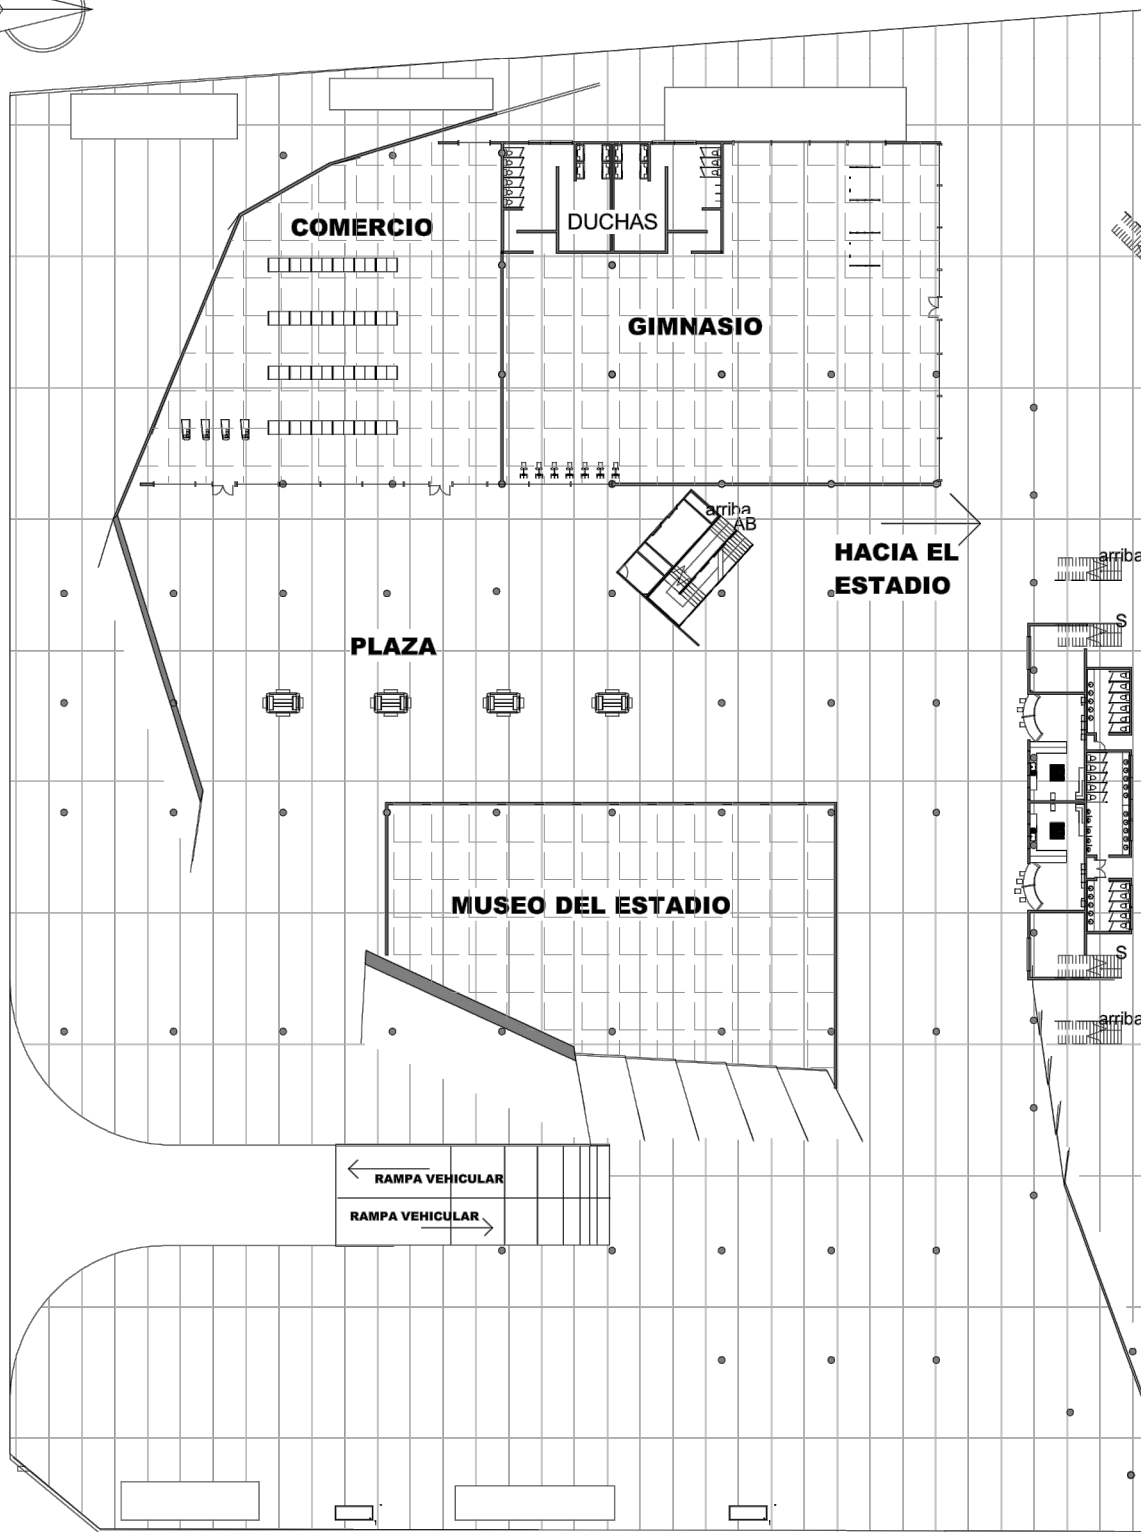 COMERCIO
DUCHAS
GIMNASIO
arriba
AB
HACIA EL
ESTADIO
arriba
S
PLAZA
MUSEO DEL ESTADIO
S
arriba
RAMPA VEHICULAR
RAMPA VEHICULAR